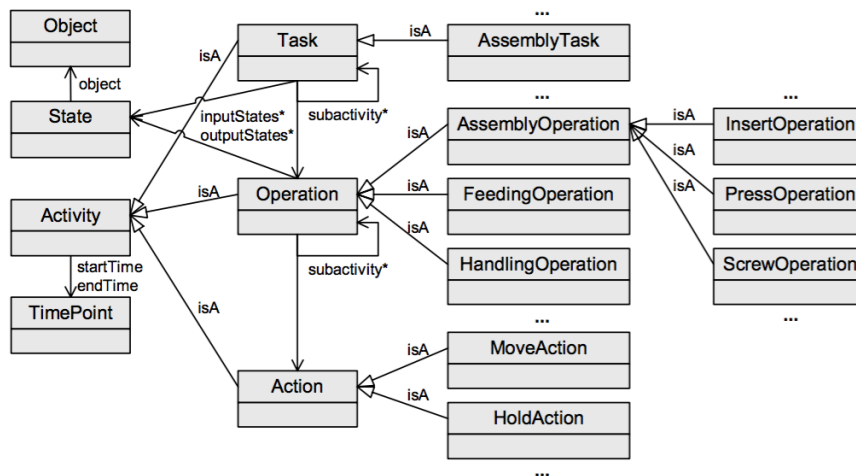 ...
Object
Task
isA
AssemblyTask
isA
object
State
inputStates*
outputStates*
subactivity*
...
...
AssemblyOperation
isA
InsertOperation
isA
isA
isA
PressOperation
Activity
isA
Operation
isA
FeedingOperation
isA
isA
HandlingOperation
ScrewOperation
startTime
endTime
subactivity*
TimePoint
...
...
isA
isA
MoveAction
Action
isA
HoldAction
...